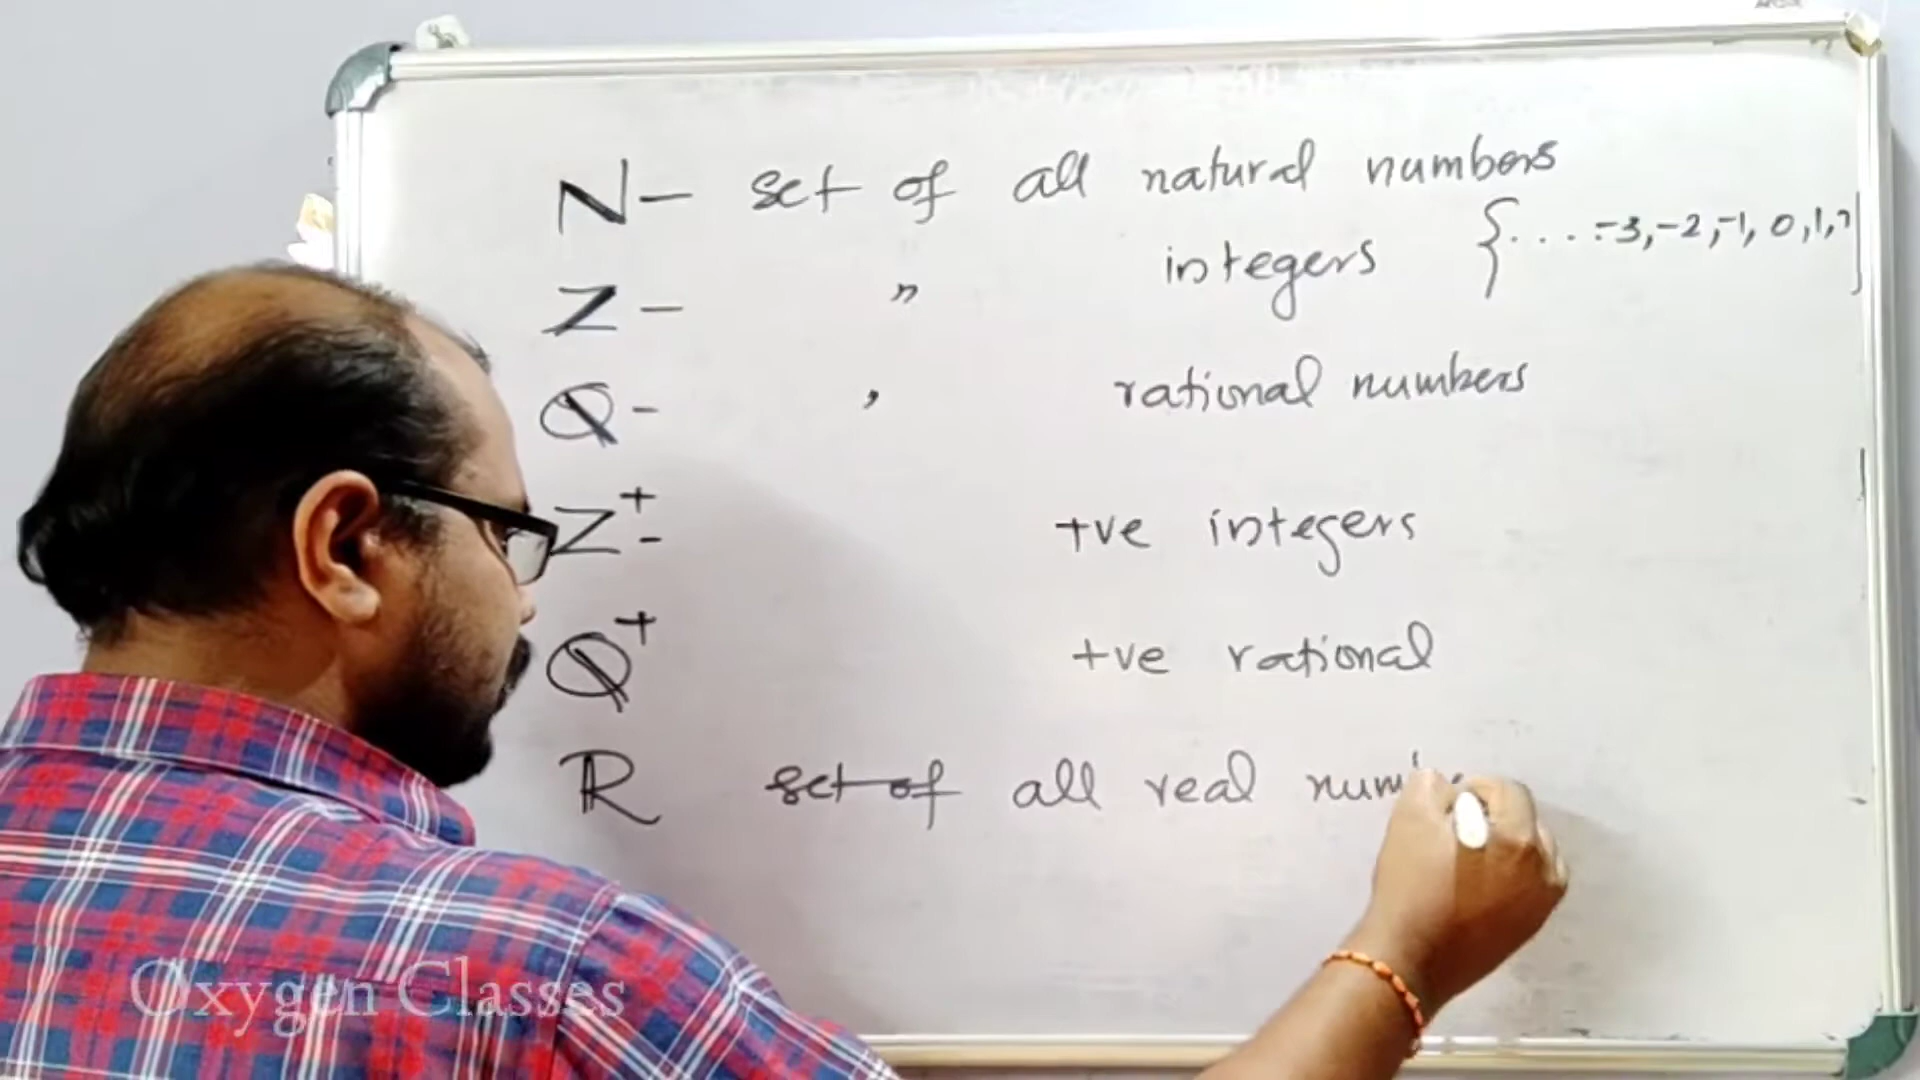 N - set of all natural numbers
Z - " integers {.... -3, -2, -1, 0, 1,
Q - , rational numbers
Z+ - +ve integers
Q+ +ve rational
R set of all real num
Oxygen Classes